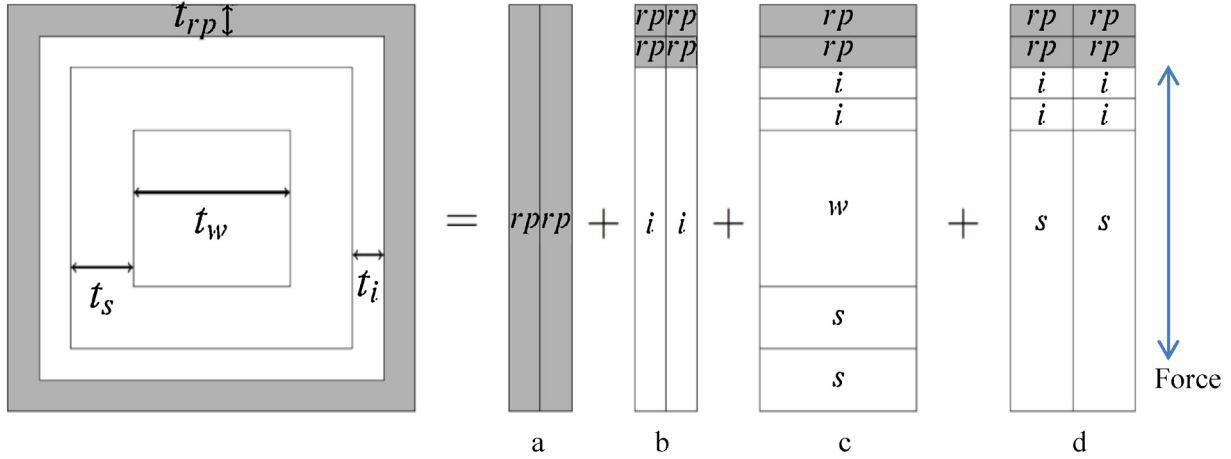 t_rp
t_w
t_s
t_i
=
rp rp
+
rp rp
rp rp
i i
+
rp
rp
i
i
w
s
s
+
rp rp
rp rp
i i
i i
s s
Force
a b c d